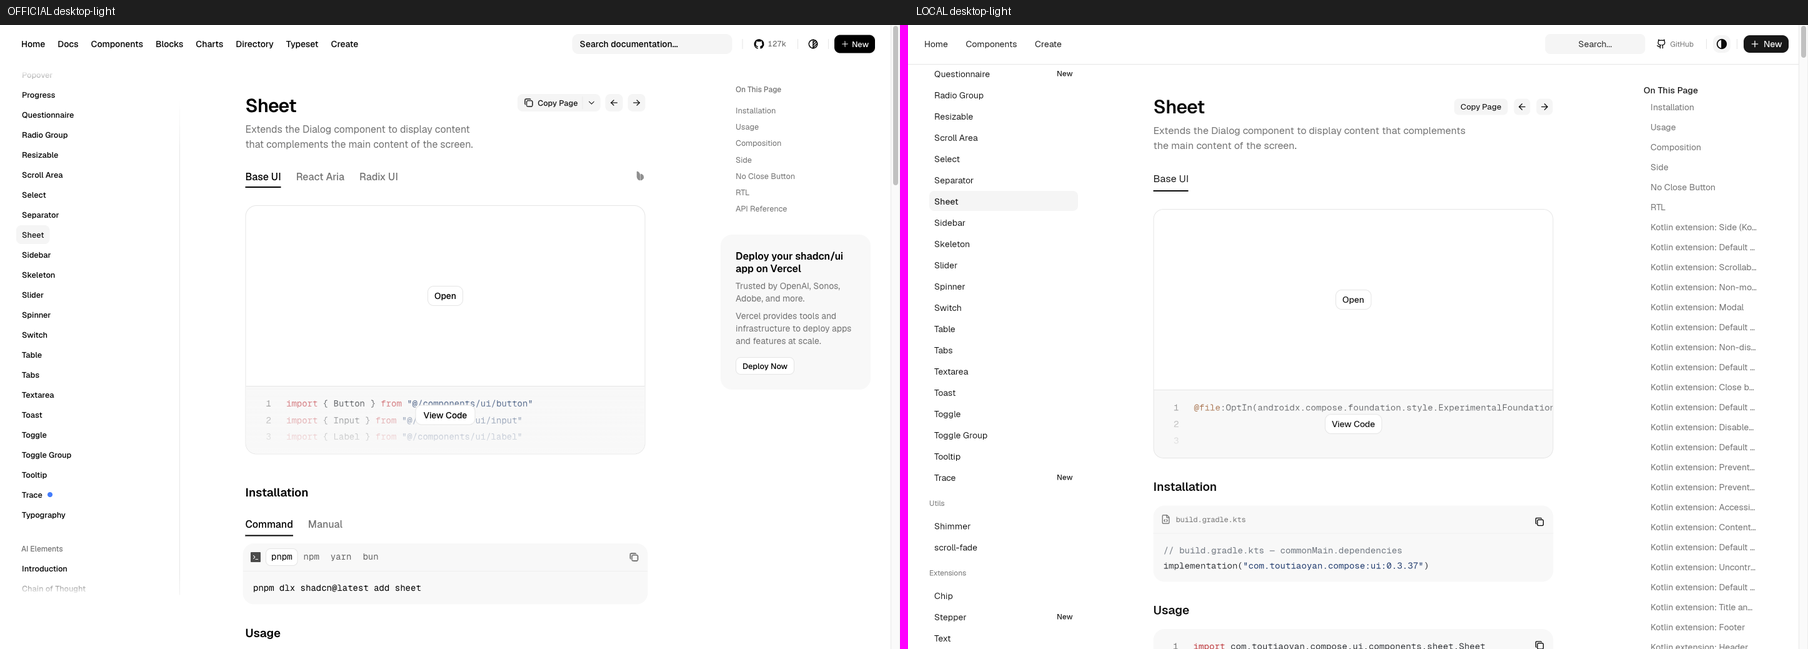 OFFICIAL desktop-light
Home Docs Components Blocks Charts Directory Typeset Create
Search documentation...
127k
+ New
Popover
Progress
Questionnaire
Radio Group
Resizable
Scroll Area
Select
Separator
Sheet
Sidebar
Skeleton
Slider
Spinner
Switch
Table
Tabs
Textarea
Toast
Toggle
Toggle Group
Tooltip
Trace
Typography
AI Elements
Introduction
Chain of Thought
Sheet
Copy Page
Extends the Dialog component to display content
that complements the main content of the screen.
Base UI React Aria Radix UI
Open
1 import { Button } from "@/components/ui/button"
2 import { Input } from "@/ ui/input"
3 import { Label } from "@/components/ui/label"
View Code
Installation
Command Manual
pnpm npm yarn bun
pnpm dlx shadcn@latest add sheet
Usage
On This Page
Installation
Usage
Composition
Side
No Close Button
RTL
API Reference
Deploy your shadcn/ui
app on Vercel
Trusted by OpenAI, Sonos,
Adobe, and more.
Vercel provides tools and
infrastructure to deploy apps
and features at scale.
Deploy Now
LOCAL desktop-light
Home Components Create
Search...
GitHub
+ New
Questionnaire New
Radio Group
Resizable
Scroll Area
Select
Separator
Sheet
Sidebar
Skeleton
Slider
Spinner
Switch
Table
Tabs
Textarea
Toast
Toggle
Toggle Group
Tooltip
Trace New
Utils
Shimmer
scroll-fade
Extensions
Chip
Stepper New
Text
Sheet
Copy Page
Extends the Dialog component to display content that complements
the main content of the screen.
Base UI
Open
1 @file:OptIn(androidx.compose.foundation.style.ExperimentalFoundation
2
3
View Code
Installation
build.gradle.kts
// build.gradle.kts — commonMain.dependencies
implementation("com.toutiaoyan.compose:ui:0.3.37")
Usage
1 import com.toutiaoyan.compose.ui.components.sheet.Sheet
On This Page
Installation
Usage
Composition
Side
No Close Button
RTL
Kotlin extension: Side (Ko...
Kotlin extension: Default ...
Kotlin extension: Scrollab...
Kotlin extension: Non-mo...
Kotlin extension: Modal
Kotlin extension: Default ...
Kotlin extension: Non-dis...
Kotlin extension: Default ...
Kotlin extension: Close b...
Kotlin extension: Default ...
Kotlin extension: Disable...
Kotlin extension: Default ...
Kotlin extension: Prevent...
Kotlin extension: Prevent...
Kotlin extension: Accessi...
Kotlin extension: Content...
Kotlin extension: Default ...
Kotlin extension: Uncontr...
Kotlin extension: Default ...
Kotlin extension: Title an...
Kotlin extension: Footer
Kotlin extension: Header